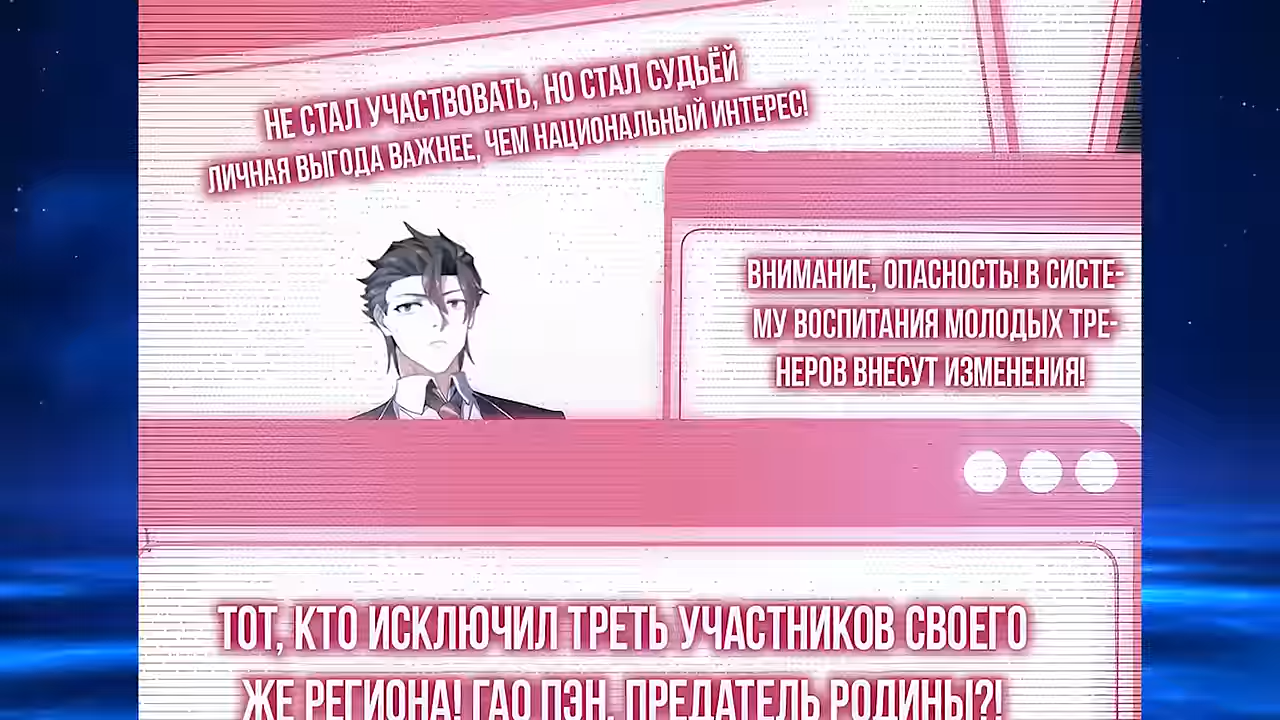 НЕ СТАЛ УЧАСТВОВАТЬ, НО СТАЛ СУДЬЁЙ
ЛИЧНАЯ ВЫГОДА ВАЖНЕЕ, ЧЕМ НАЦИОНАЛЬНЫЙ ИНТЕРЕС!
ВНИМАНИЕ, ОПАСНОСТЬ! В СИСТЕ-
МУ ВОСПИТАНИЯ МОЛОДЫХ ТРЕ-
НЕРОВ ВНЕСУТ ИЗМЕНЕНИЯ!
ТОТ, КТО ИСКЛЮЧИЛ ТРЕТЬ УЧАСТНИКОВ СВОЕГО
ЖЕ РЕГИОНА! ГАО ПЭН, ПРЕДАТЕЛЬ РОДИНЫ?!